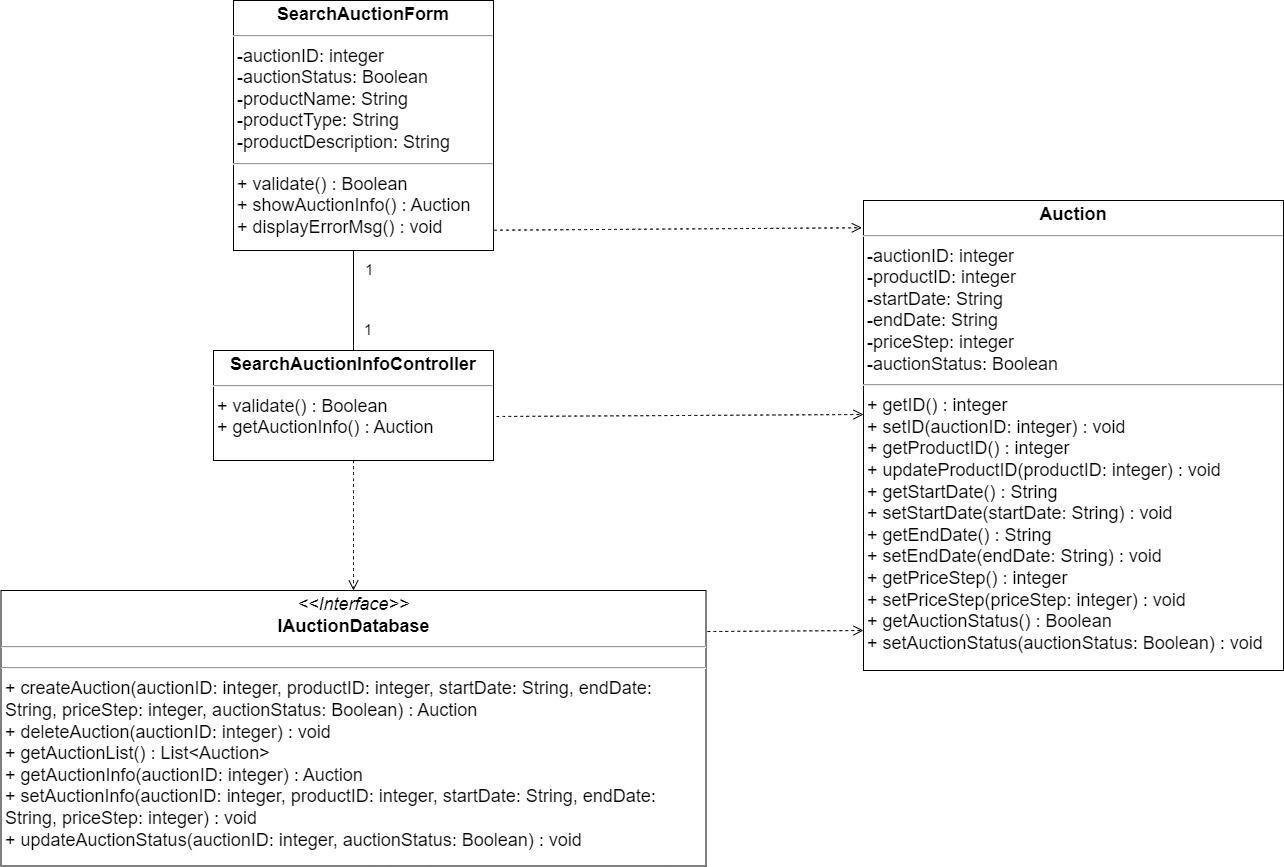 SearchAuctionForm
-auctionID: integer
-auctionStatus: Boolean
-productName: String
-productType: String
-productDescription: String
+ validate() : Boolean
+ showAuctionInfo() : Auction
+ displayErrorMsg() : void
1
1
SearchAuctionInfoController
+ validate() : Boolean
+ getAuctionInfo() : Auction
Auction
-auctionID: integer
-productID: integer
-startDate: String
-endDate: String
-priceStep: integer
-auctionStatus: Boolean
+ getID() : integer
+ setID(auctionID: integer) : void
+ getProductID() : integer
+ updateProductID(productID: integer) : void
+ getStartDate() : String
+ setStartDate(startDate: String) : void
+ getEndDate() : String
+ setEndDate(endDate: String) : void
+ getPriceStep() : integer
+ setPriceStep(priceStep: integer) : void
+ getAuctionStatus() : Boolean
+ setAuctionStatus(auctionStatus: Boolean) : void
<<Interface>>
IAuctionDatabase
+ createAuction(auctionID: integer, productID: integer, startDate: String, endDate:
String, priceStep: integer, auctionStatus: Boolean) : Auction
+ deleteAuction(auctionID: integer) : void
+ getAuctionList() : List<Auction>
+ getAuctionInfo(auctionID: integer) : Auction
+ setAuctionInfo(auctionID: integer, productID: integer, startDate: String, endDate:
String, priceStep: integer) : void
+ updateAuctionStatus(auctionID: integer, auctionStatus: Boolean) : void